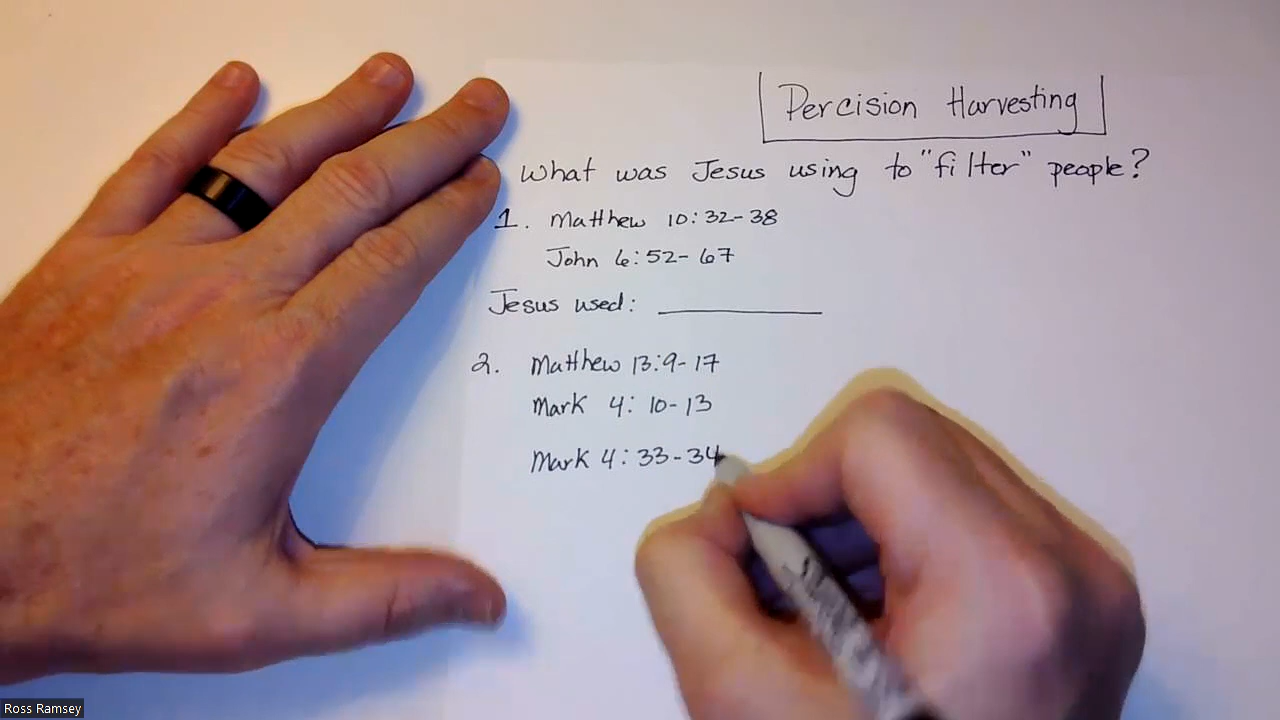 Percision Harvesting
What was Jesus using to "filter" people?
1. Matthew 10:32-38
John 6:52-67
Jesus used: __________
2. Matthew 13:9-17
Mark 4:10-13
Mark 4:33-34
Ross Ramsey